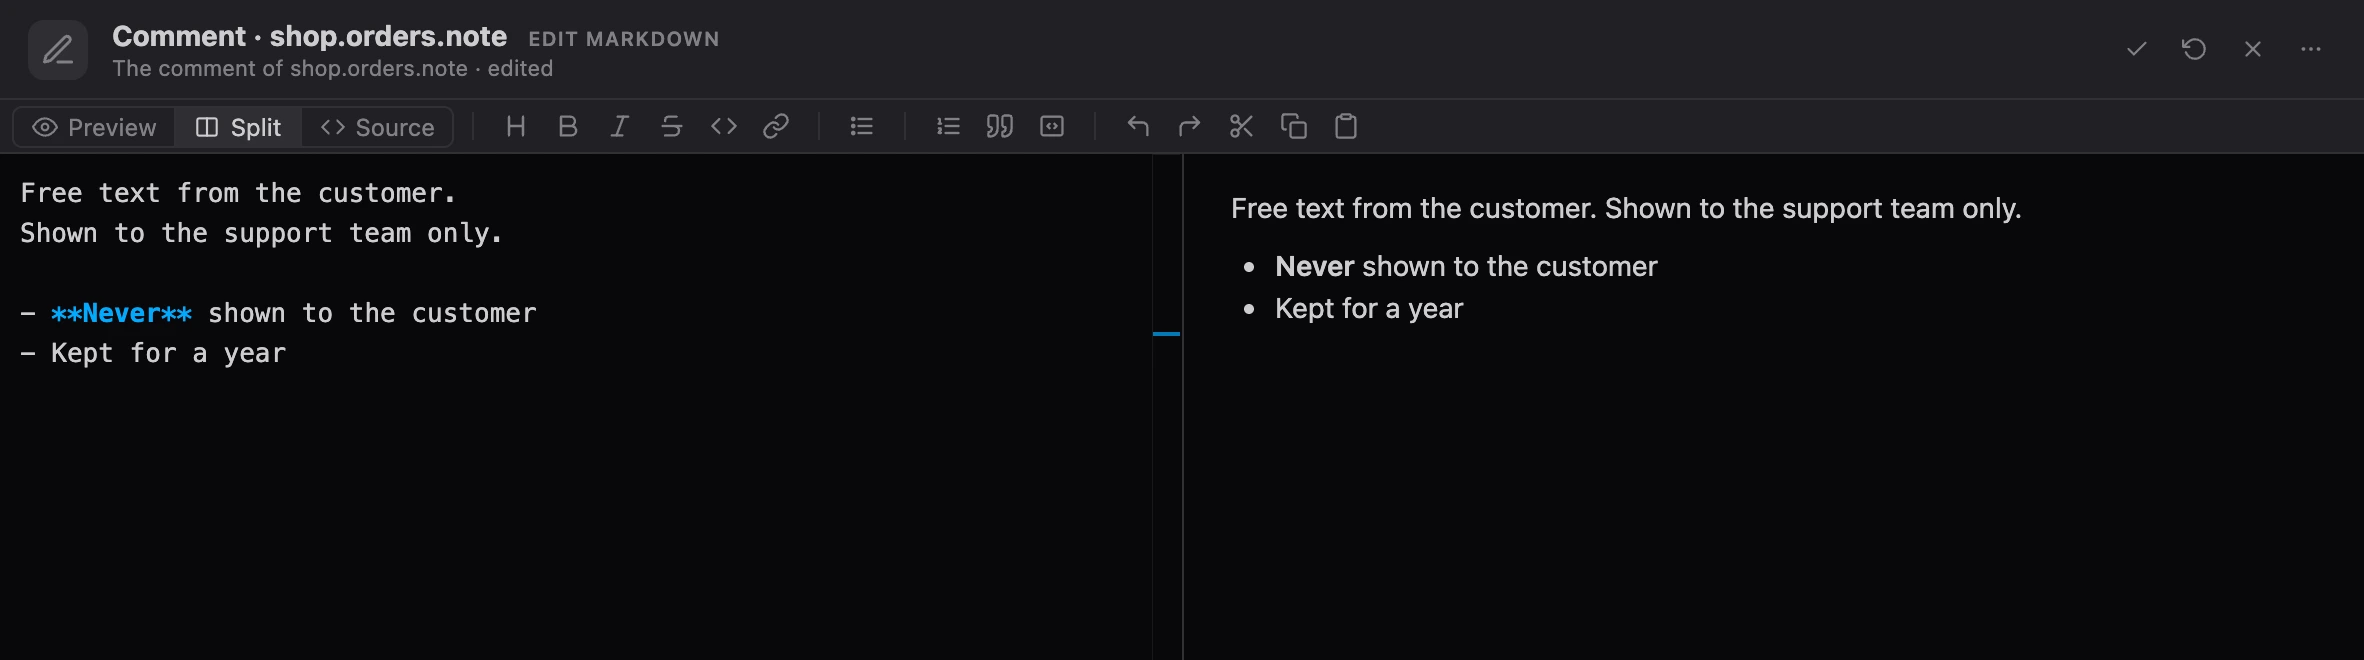 Comment · shop.orders.note EDIT MARKDOWN
The comment of shop.orders.note · edited
Preview Split Source
Free text from the customer.
Shown to the support team only.
- **Never** shown to the customer
- Kept for a year
Free text from the customer. Shown to the support team only.
• Never shown to the customer
• Kept for a year